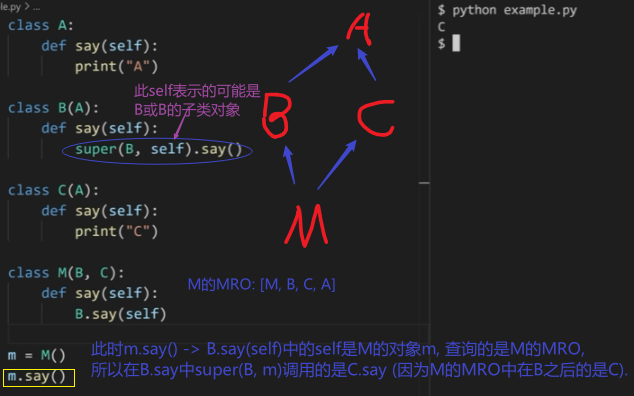 le.py > ...
class A:
    def say(self):
        print("A")
此self表示的可能是
B或B的子类对象
class B(A):
    def say(self):
        super(B, self).say()
class C(A):
    def say(self):
        print("C")
class M(B, C):
    def say(self):
        B.say(self)
m = M()
m.say()
A
B
C
M
M的MRO: [M, B, C, A]
此时m.say() -> B.say(self)中的self是M的对象m, 查询的是M的MRO,
所以在B.say中super(B, m)调用的是C.say (因为M的MRO中在B之后的是C).
$ python example.py
C
$